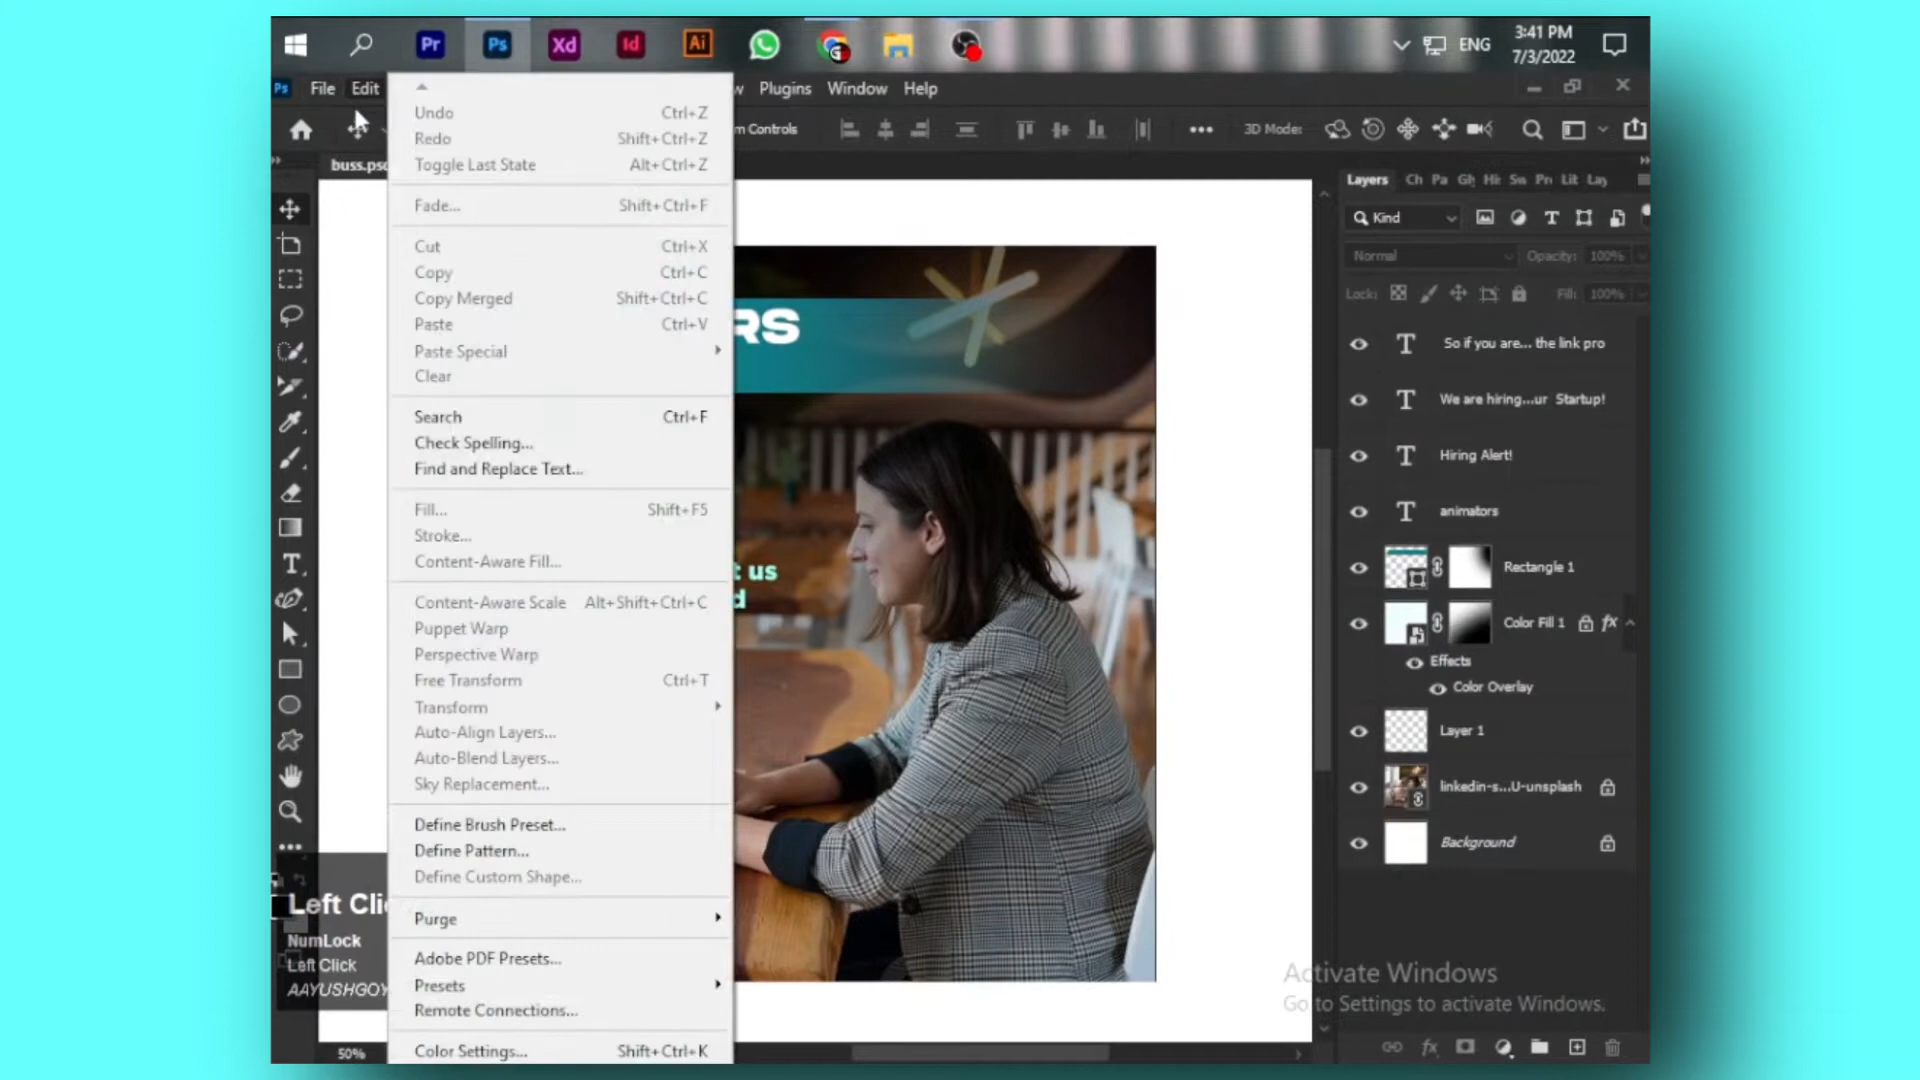 Pr Ps Xd Id Ai G ENG 3:41 PM
7/3/2022
Ps File Edit w Plugins Window Help
m Controls 3D Mode:
buss.psd
Undo Ctrl+Z
Redo Shift+Ctrl+Z
Toggle Last State Alt+Ctrl+Z
Fade... Shift+Ctrl+F
Cut Ctrl+X
Copy Ctrl+C
Copy Merged Shift+Ctrl+C
Paste Ctrl+V
Paste Special
Clear
Search Ctrl+F
Check Spelling...
Find and Replace Text...
Fill... Shift+F5
Stroke...
Content-Aware Fill...
Content-Aware Scale Alt+Shift+Ctrl+C
Puppet Warp
Perspective Warp
Free Transform Ctrl+T
Transform
Auto-Align Layers...
Auto-Blend Layers...
Sky Replacement...
Define Brush Preset...
Define Pattern...
Define Custom Shape...
Purge
Adobe PDF Presets...
Presets
Remote Connections...
Color Settings... Shift+Ctrl+K
RS
t us
d
Layers Ch Pa Gl Hi Sw Pr Lit Lay
Kind
Normal Opacity: 100%
Lock: Fill: 100%
So if you are... the link pro
We are hiring...ur Startup!
Hiring Alert!
animators
Rectangle 1
Color Fill 1 fx
Effects
Color Overlay
Layer 1
linkedin-s...U-unsplash
Background
Left Cli
NumLock
Left Click
AAYUSHGOY
50%
Activate Windows
Go to Settings to activate Windows.
fx